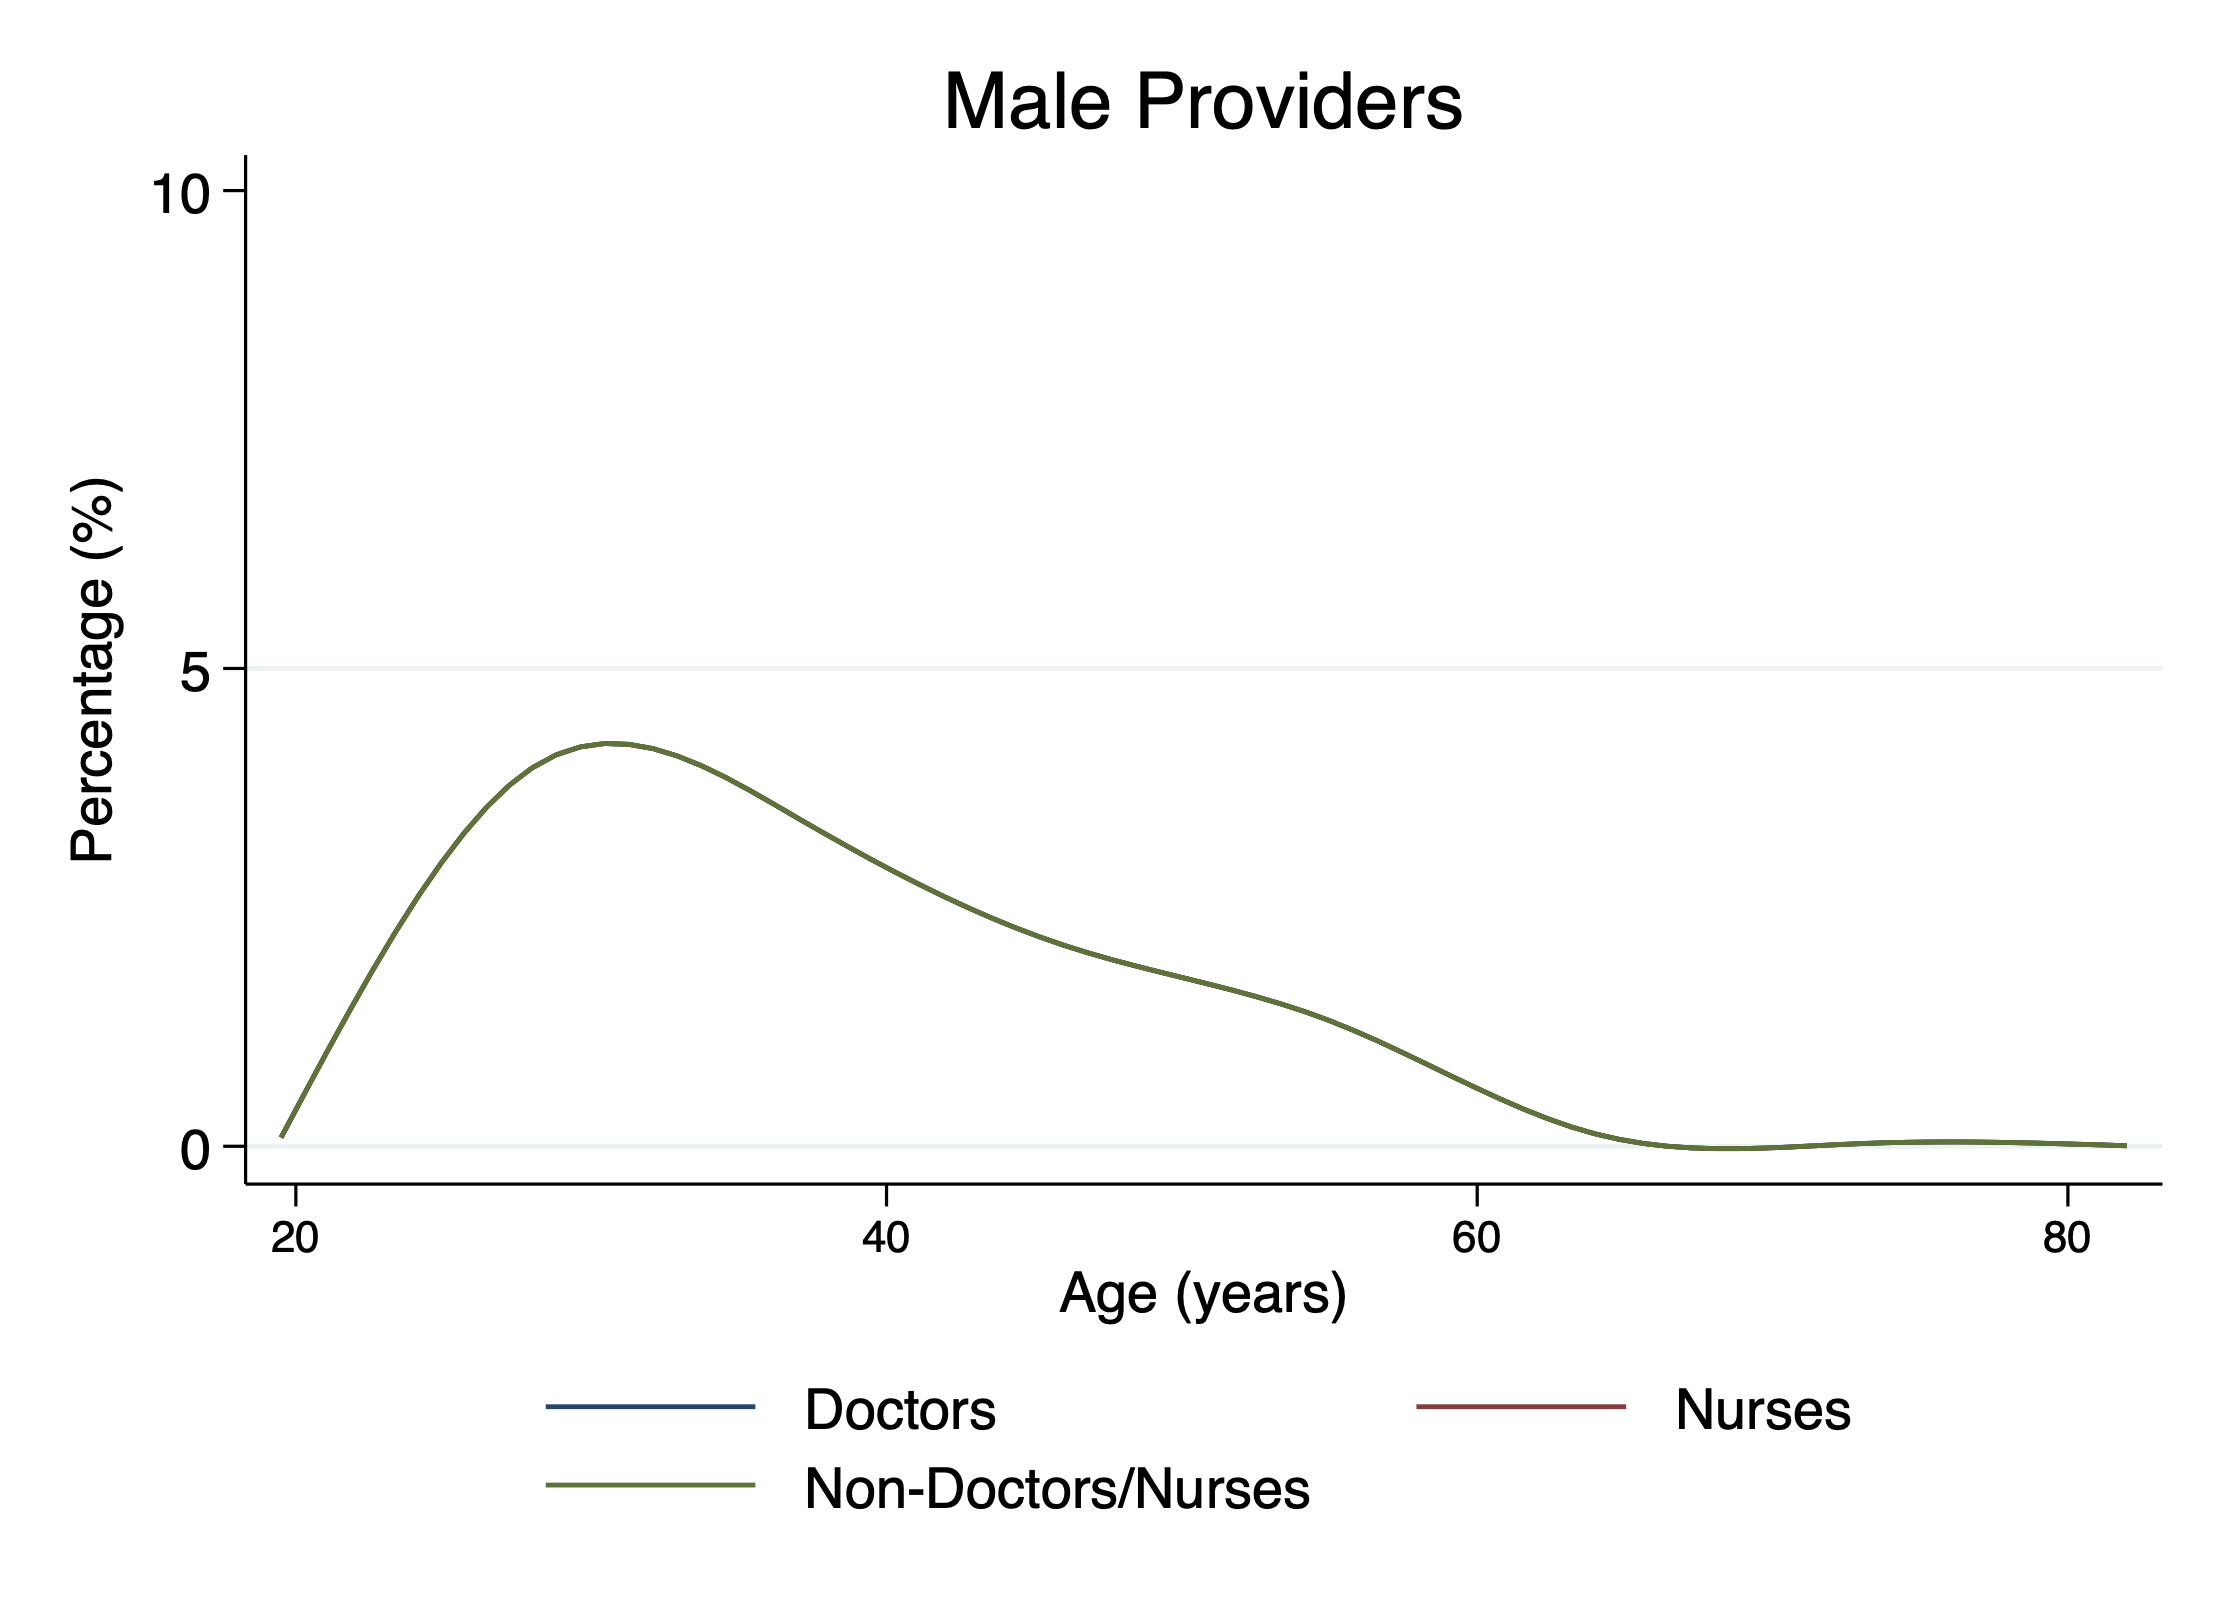 Male Providers
10
5
0
Percentage (%)
20 40 60 80
Age (years)
Doctors Nurses
Non-Doctors/Nurses